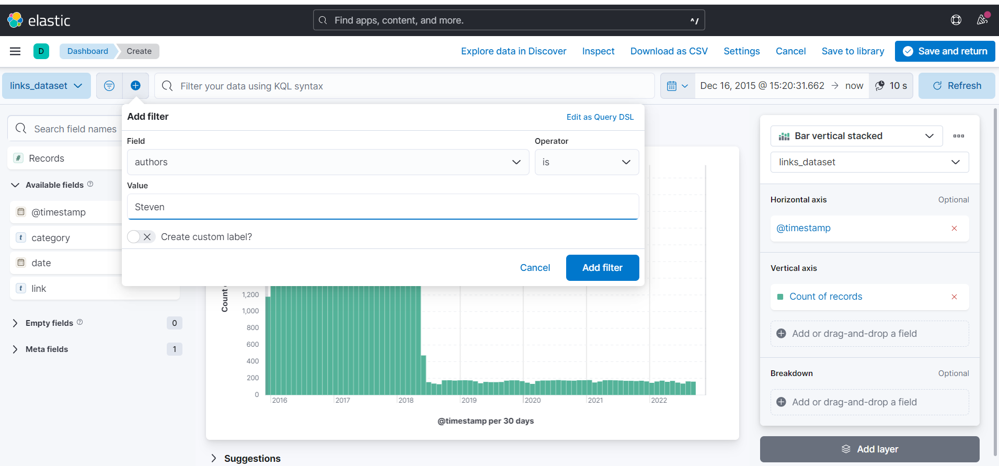 elastic
Find apps, content, and more.
^/
D
Dashboard
Create
Explore data in Discover
Inspect
Download as CSV
Settings
Cancel
Save to library
Save and return
links_dataset
Filter your data using KQL syntax
Dec 16, 2015 @ 15:20:31.662 → now
10 s
Refresh
Add filter
Edit as Query DSL
Field
authors
Operator
is
Value
Steven
Create custom label?
Cancel
Add filter
Search field names
# Records
Available fields
@timestamp
t category
date
t link
Empty fields
0
Meta fields
1
Count
1,200
1,000
800
600
400
200
0
2016
2017
2018
2019
2020
2021
2022
@timestamp per 30 days
Suggestions
Bar vertical stacked
links_dataset
Horizontal axis
Optional
@timestamp
Vertical axis
Count of records
Add or drag-and-drop a field
Breakdown
Optional
Add or drag-and-drop a field
Add layer